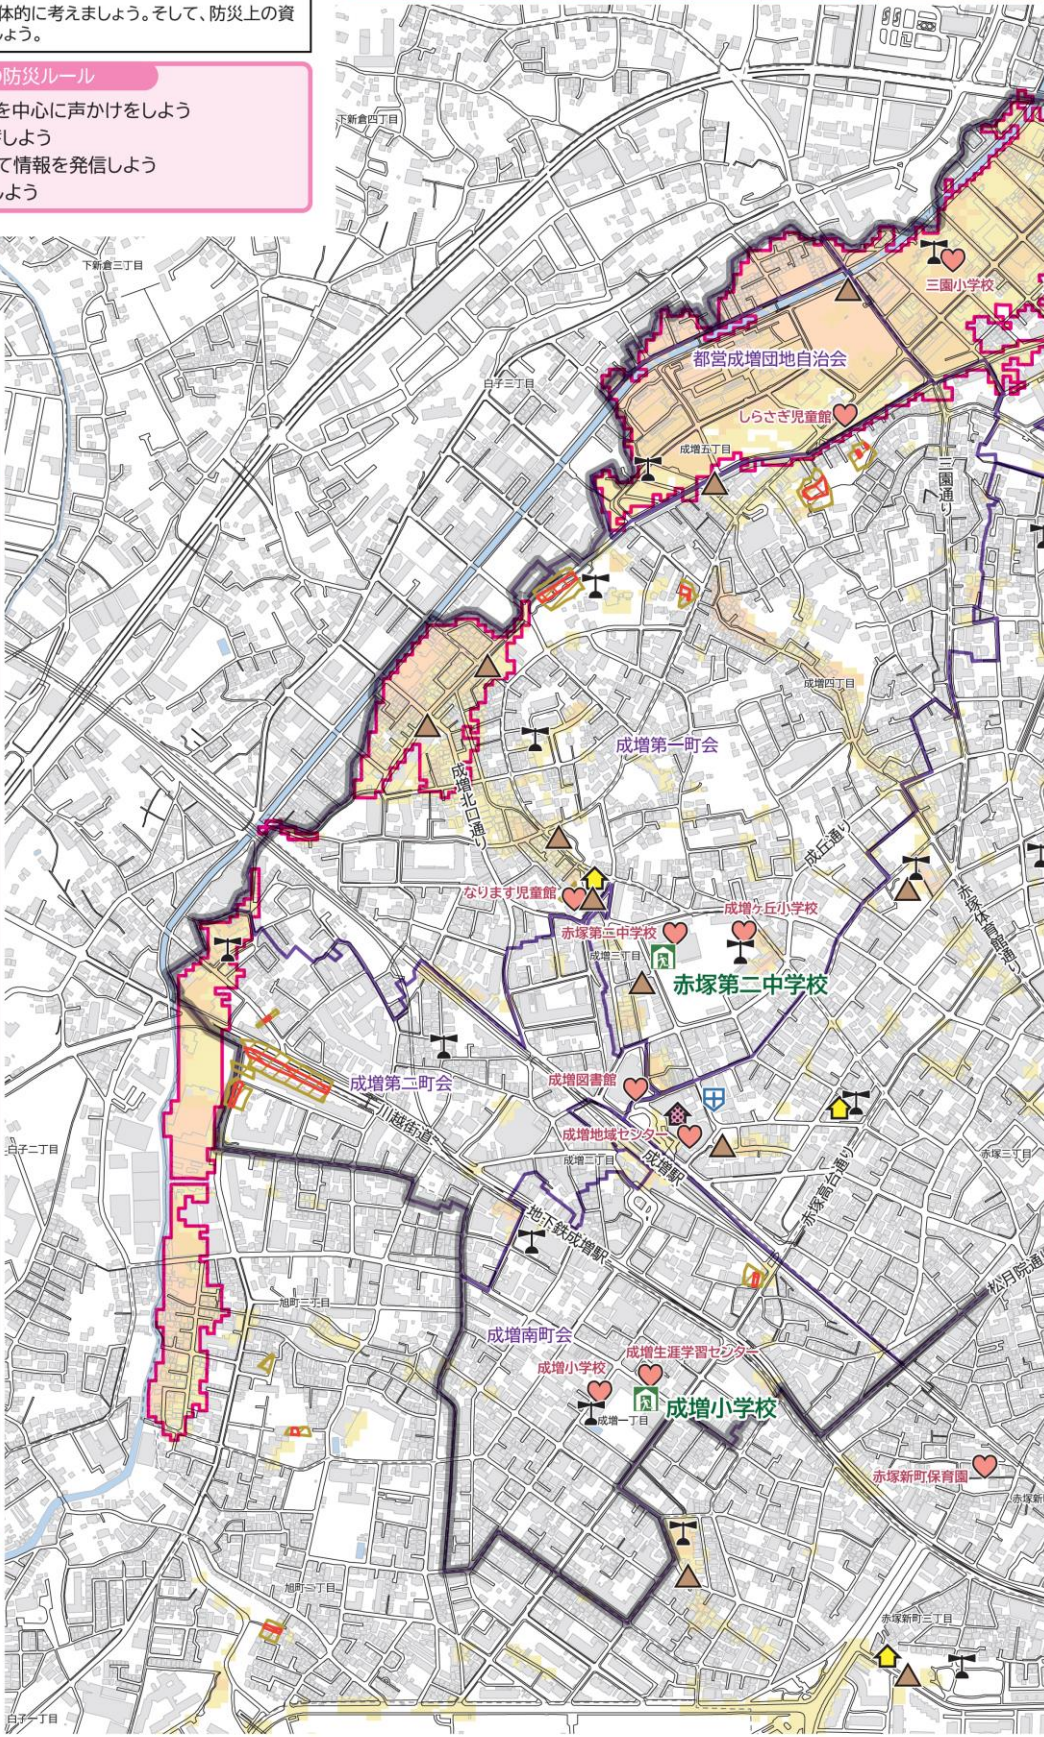 体的に考えましょう。そして、防災上の資
しょう。
防災ルール
を中心に声かけをしよう
しよう
て情報を発信しよう
しよう
下新倉四丁目
下新倉三丁目
三園小学校
都営成増団地自治会
白子三丁目
しらさぎ児童館
成増五丁目
三園通り
成増四丁目
成増第一町会
成増北口通り
成丘通り
なります児童館
成増ヶ丘小学校
赤塚第二中学校
赤塚体育館通り
成増三丁目
赤塚第二中学校
成増図書館
成増第二町会
川越街道
成増地域センター
白子二丁目
成増二丁目
成増駅
赤塚三丁目
赤塚高台通り
地下鉄成増駅
松月院通
旭町三丁目
成増南町会
成増生涯学習センター
成増小学校
成増小学校
成増一丁目
赤塚新町保育園
赤塚新
旭町二丁目
赤塚新町三丁目
白子一丁目